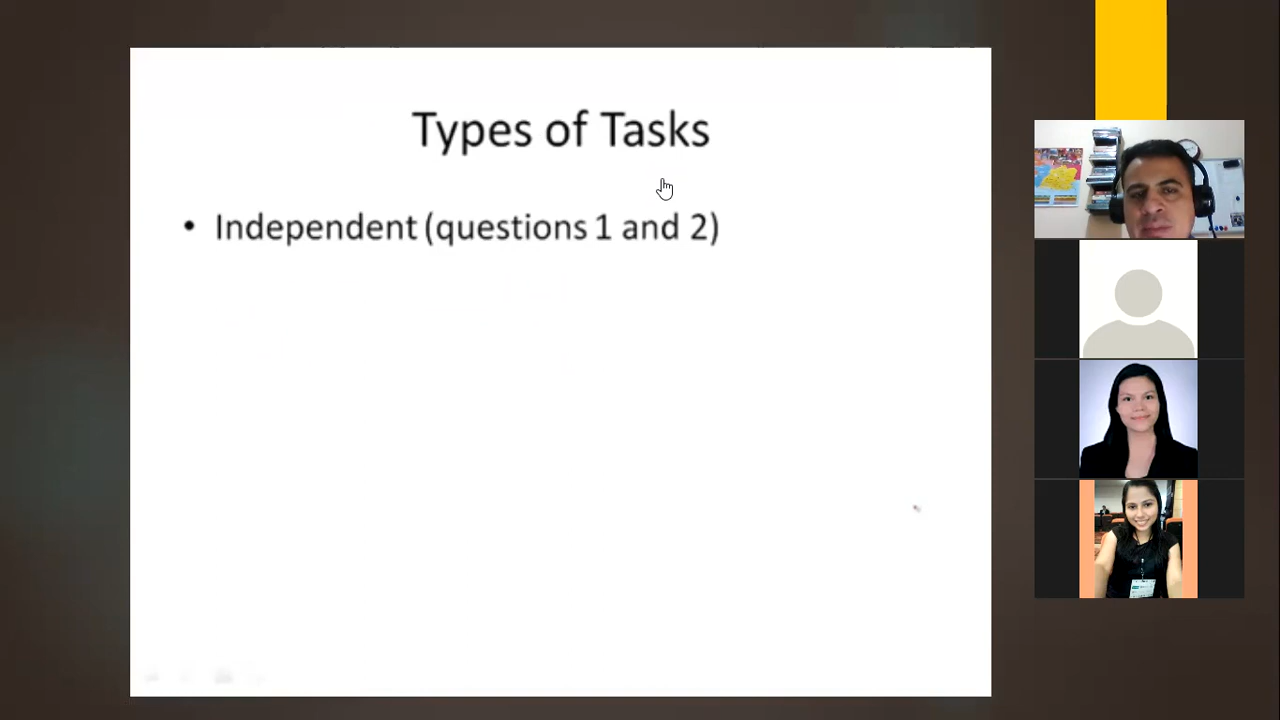 Types of Tasks
• Independent (questions 1 and 2)